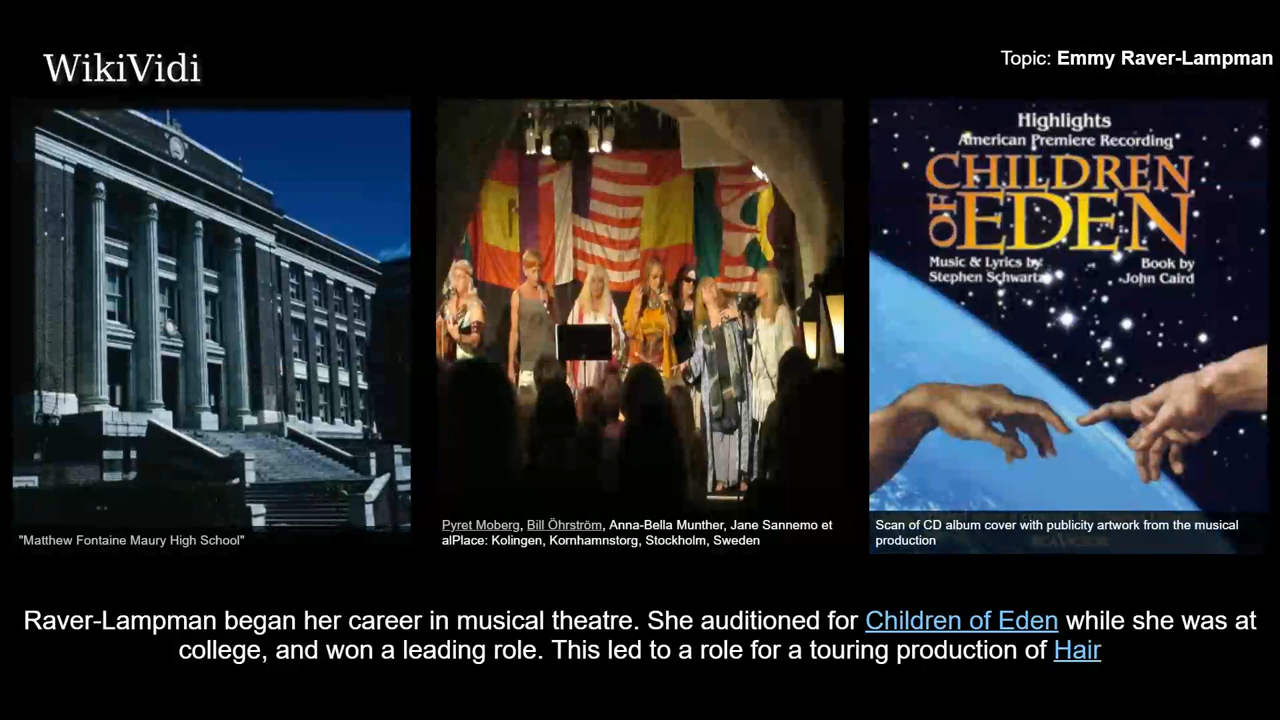 WikiVidi
Topic: Emmy Raver-Lampman
Highlights
American Premiere Recording
CHILDREN
OF EDEN
Music & Lyrics by
Stephen Schwartz
Book by
John Caird
"Matthew Fontaine Maury High School"
Pyret Moberg, Bill Öhrström, Anna-Bella Munther, Jane Sannemo et
alPlace: Kolingen, Kornhamnstorg, Stockholm, Sweden
Scan of CD album cover with publicity artwork from the musical
production
Raver-Lampman began her career in musical theatre. She auditioned for Children of Eden while she was at
college, and won a leading role. This led to a role for a touring production of Hair